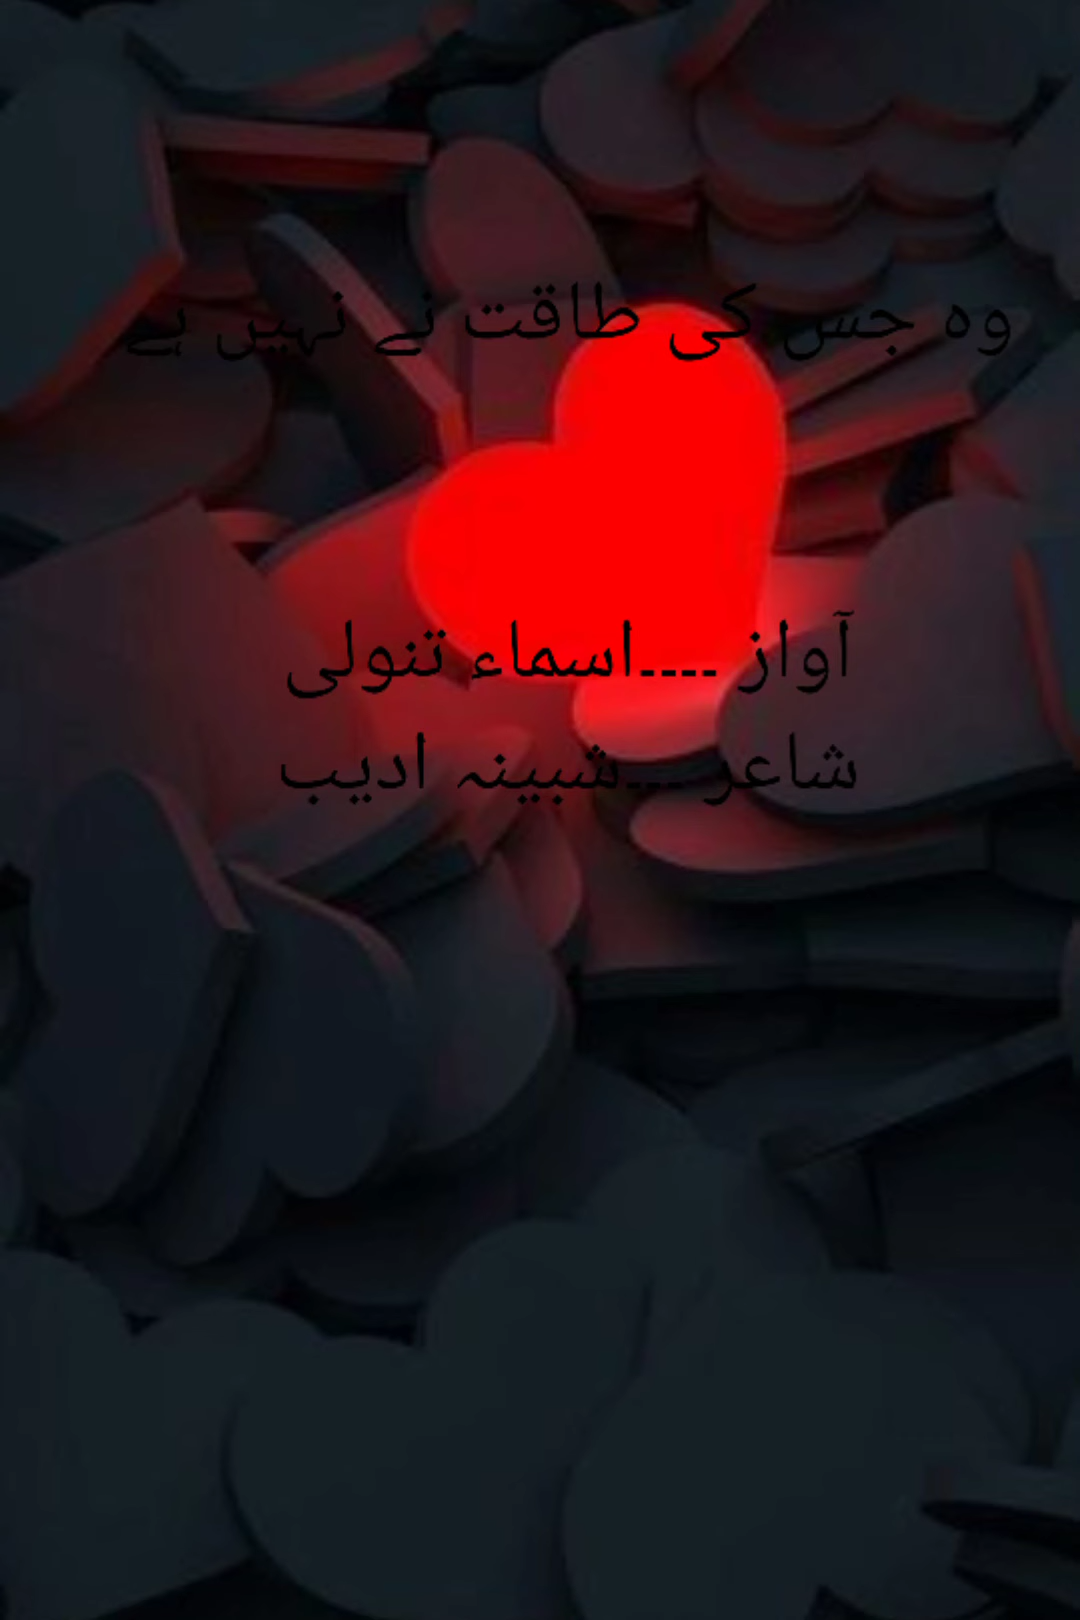 وہ جس کی طاقت نے نہیں ہے
آواز ----اسماء تنولی
شاعر ---شبینہ ادیب